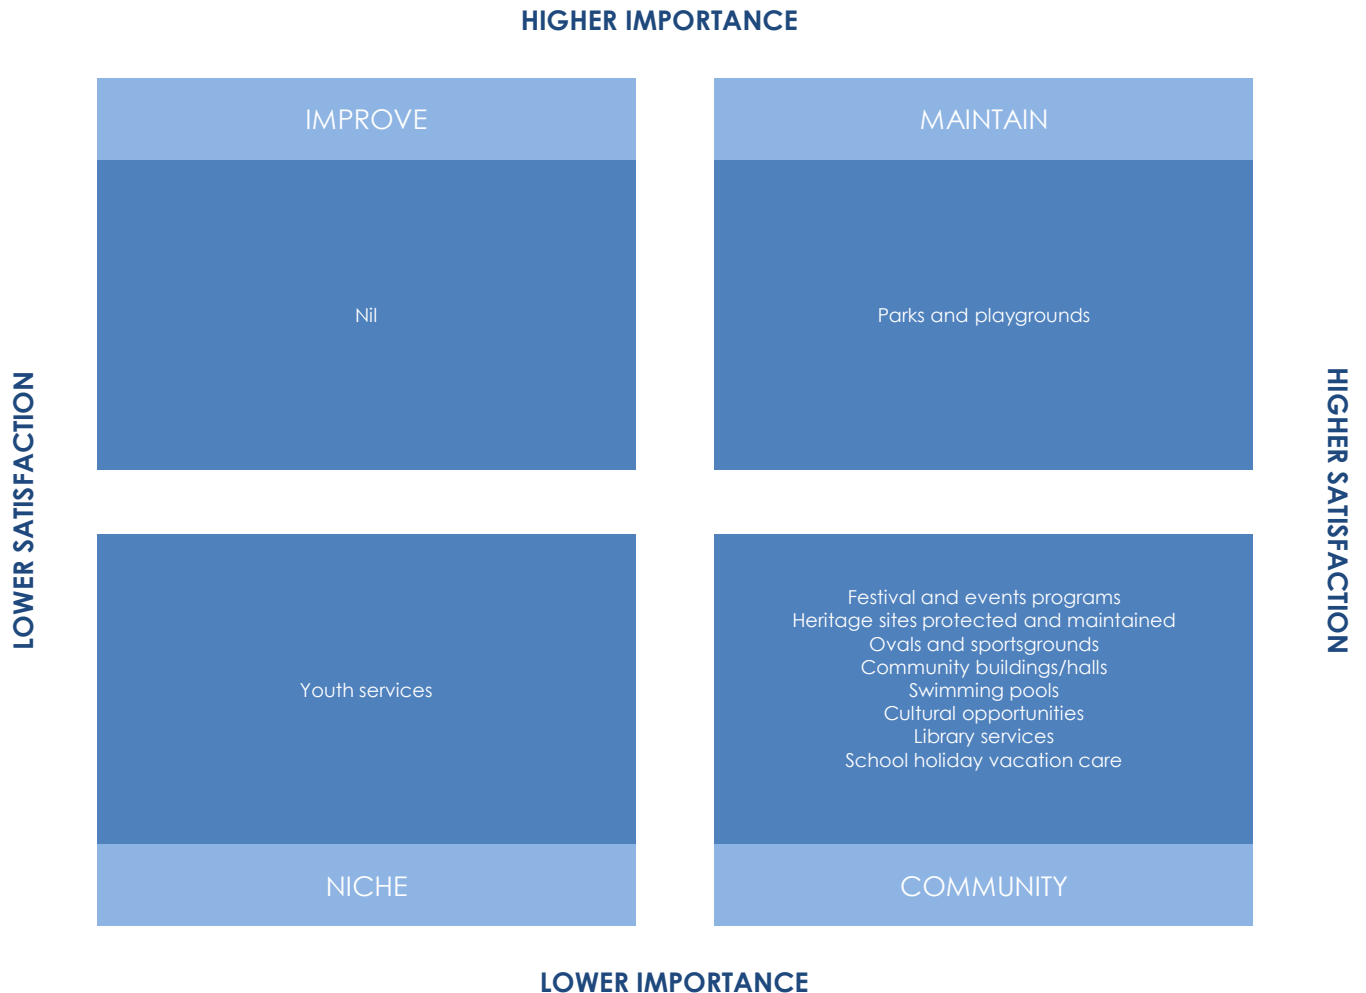 HIGHER IMPORTANCE
IMPROVE
MAINTAIN
Nil
Parks and playgrounds
LOWER SATISFACTION
HIGHER SATISFACTION
Youth services
Festival and events programs
Heritage sites protected and maintained
Ovals and sportsgrounds
Community buildings/halls
Swimming pools
Cultural opportunities
Library services
School holiday vacation care
NICHE
COMMUNITY
LOWER IMPORTANCE